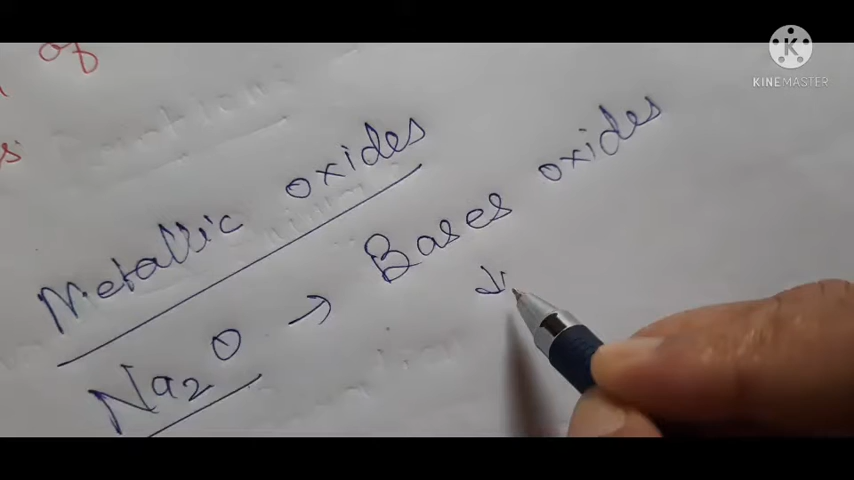 of
Metallic oxides
Na₂O → Bases oxides
↓
KINEMASTER